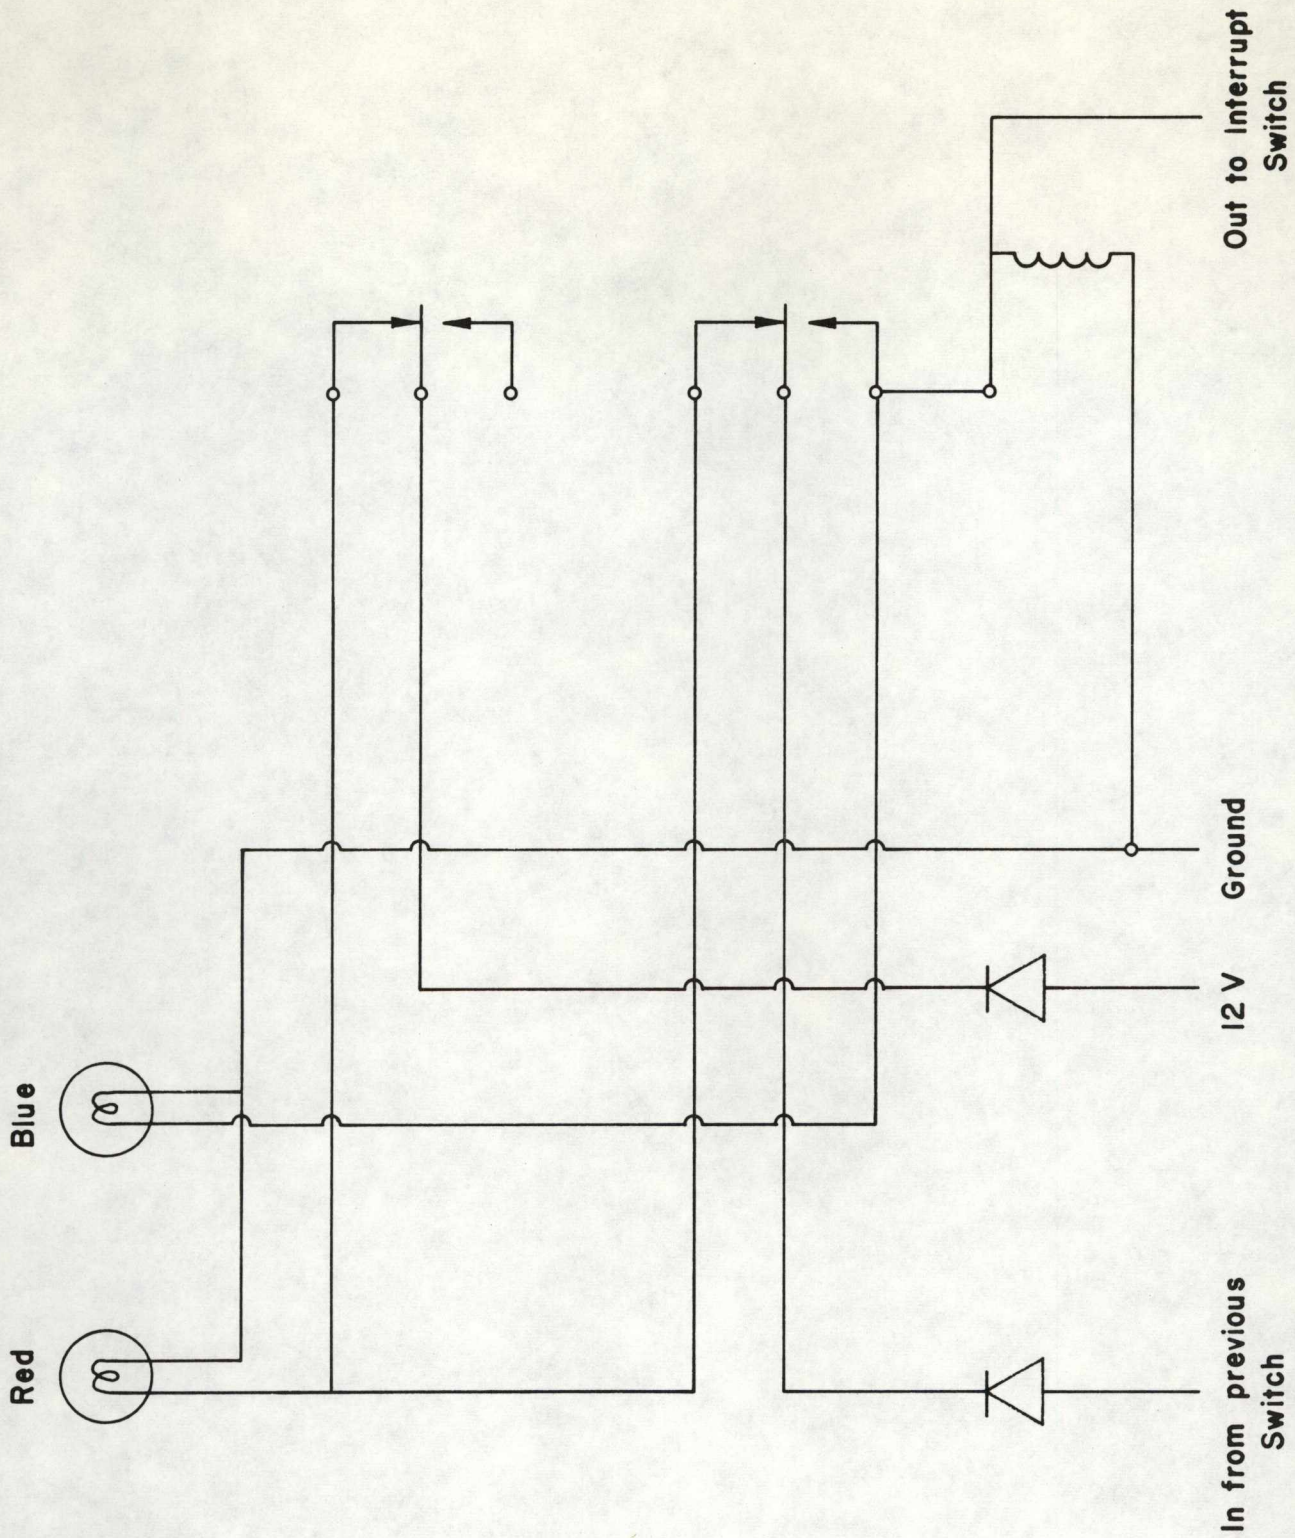 Red
Blue
In from previous
Switch
12 V
Ground
Out to Interrupt
Switch